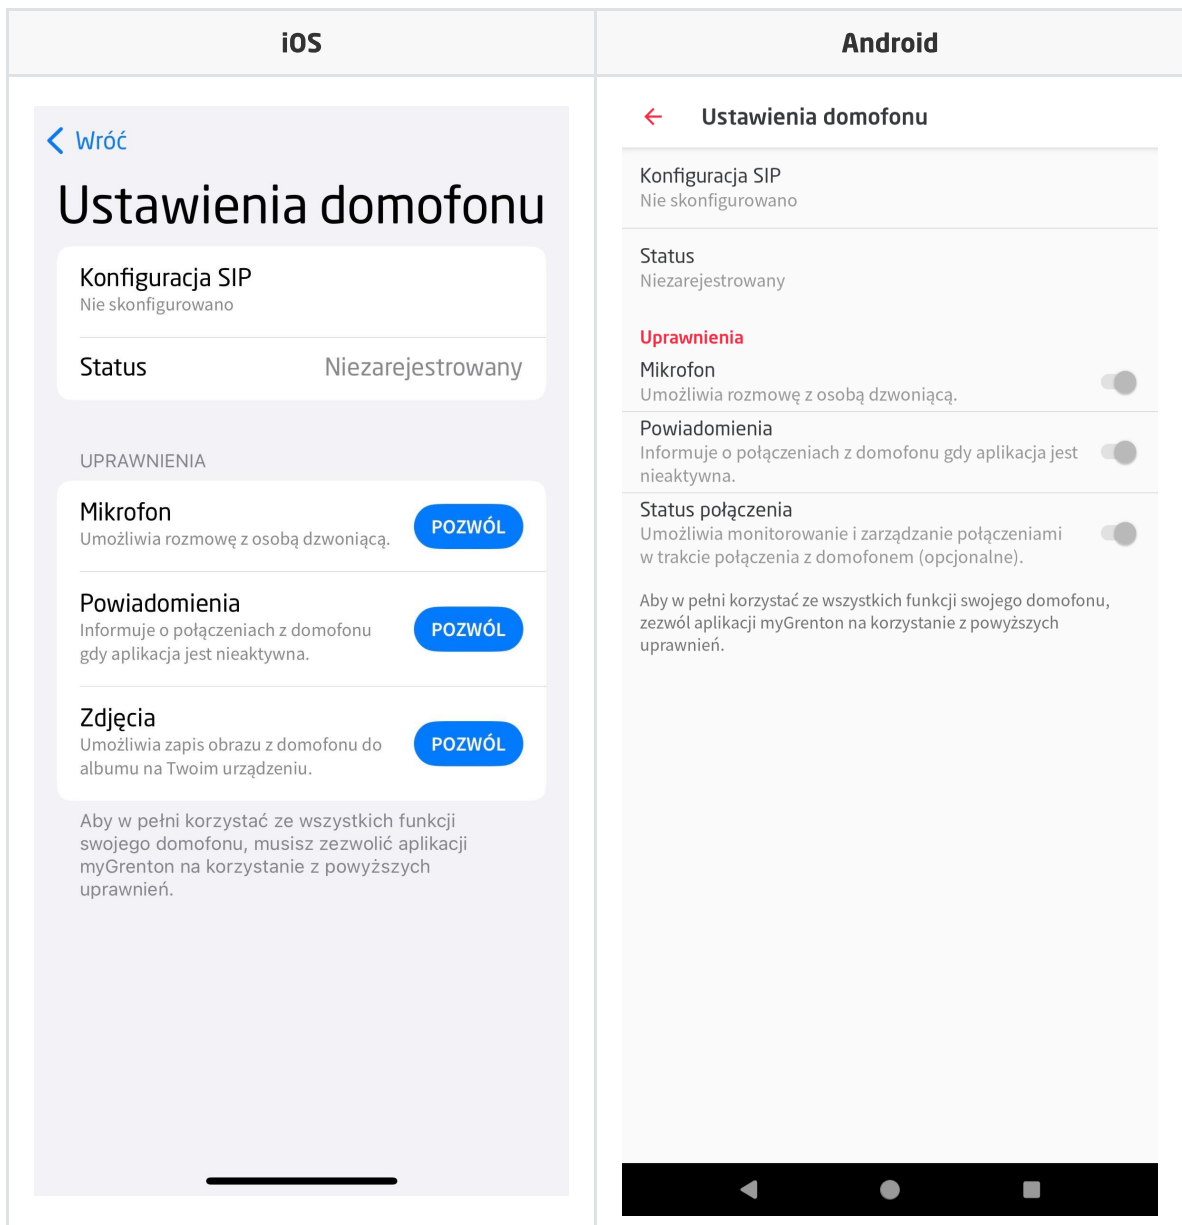 iOS
Android
Wróć
Ustawienia domofonu
Konfiguracja SIP
Nie skonfigurowano
Status
Niezarejestrowany
UPRAWNIENIA
Mikrofon
Umożliwia rozmowę z osobą dzwoniącą.
POZWÓL
Powiadomienia
Informuje o połączeniach z domofonu
gdy aplikacja jest nieaktywna.
POZWÓL
Zdjęcia
Umożliwia zapis obrazu z domofonu do
albumu na Twoim urządzeniu.
POZWÓL
Aby w pełni korzystać ze wszystkich funkcji
swojego domofonu, musisz zezwolić aplikacji
myGrenton na korzystanie z powyższych
uprawnień.
Ustawienia domofonu
Konfiguracja SIP
Nie skonfigurowano
Status
Niezarejestrowany
Uprawnienia
Mikrofon
Umożliwia rozmowę z osobą dzwoniącą.
Powiadomienia
Informuje o połączeniach z domofonu gdy aplikacja jest
nieaktywna.
Status połączenia
Umożliwia monitorowanie i zarządzanie połączeniami
w trakcie połączenia z domofonem (opcjonalne).
Aby w pełni korzystać ze wszystkich funkcji swojego domofonu,
zezwól aplikacji myGrenton na korzystanie z powyższych
uprawnień.